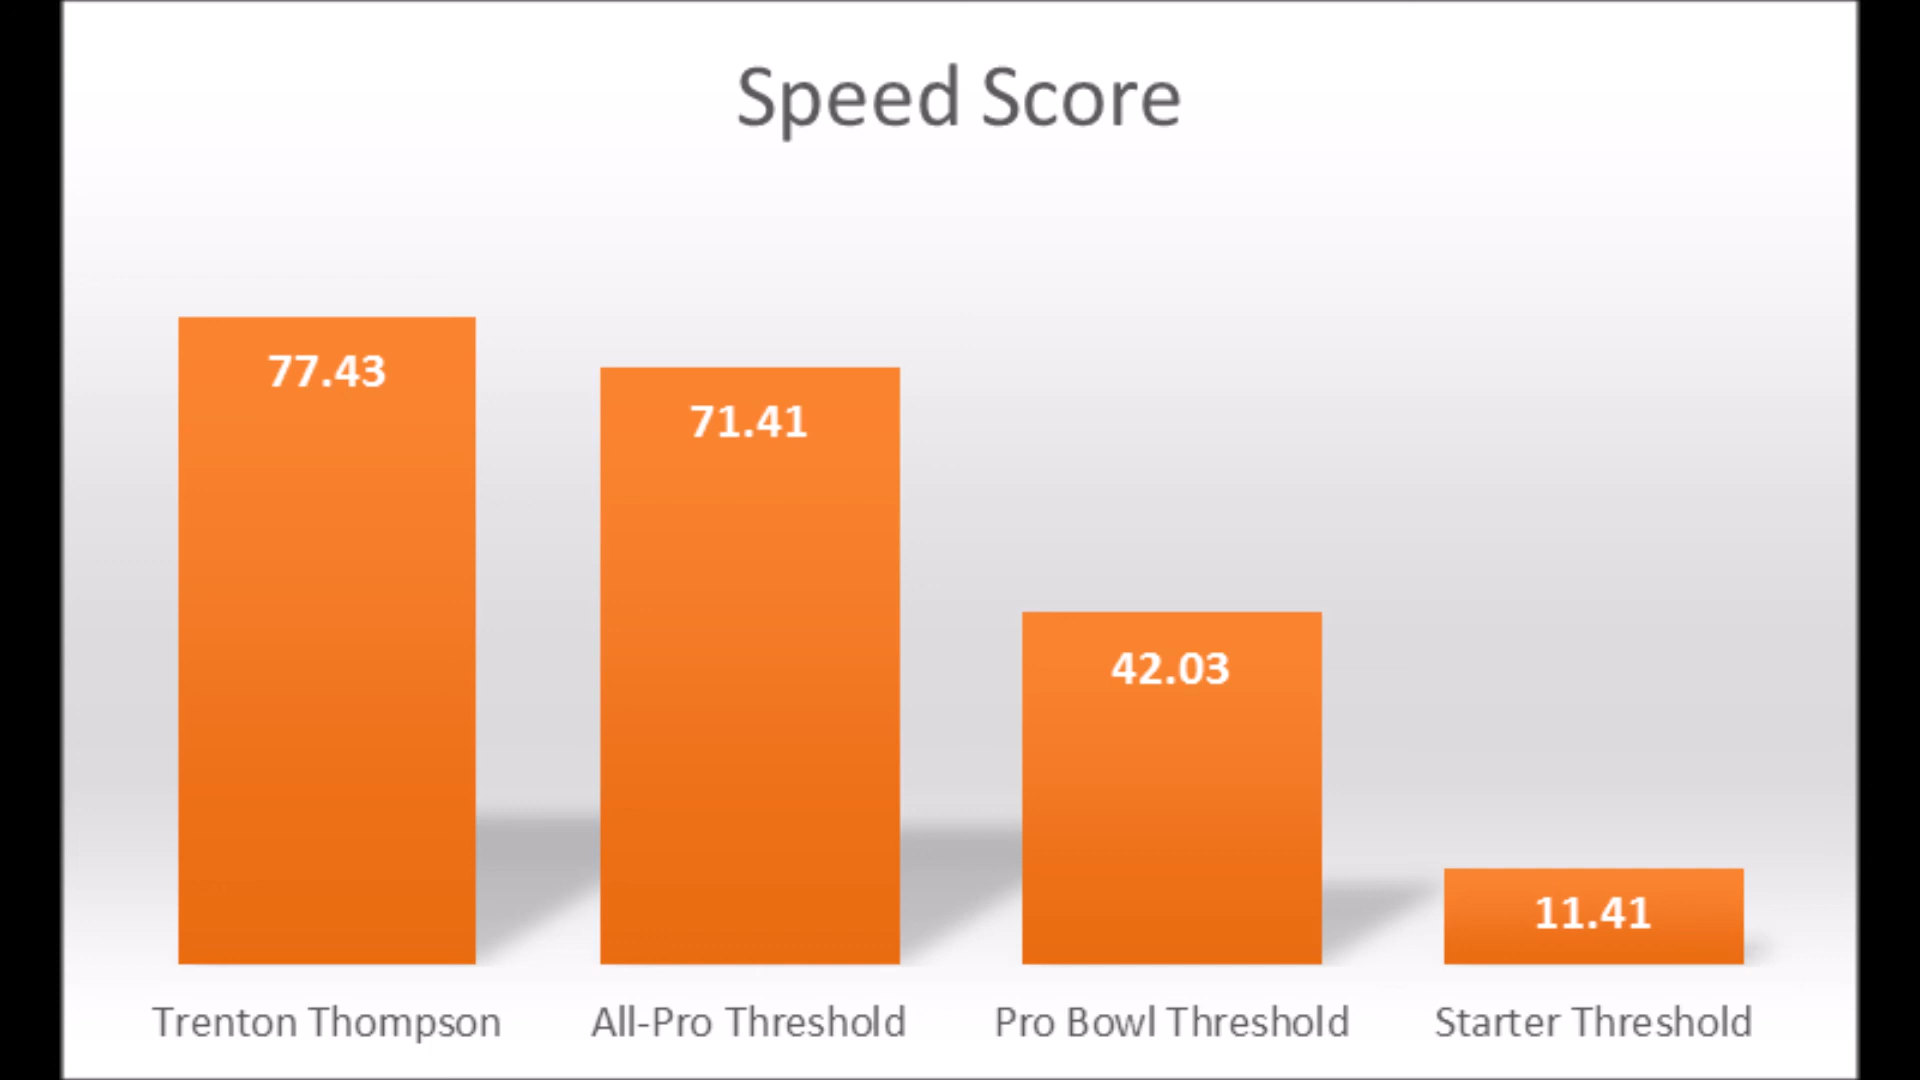 Speed Score
77.43
71.41
42.03
11.41
Trenton Thompson
All-Pro Threshold
Pro Bowl Threshold
Starter Threshold